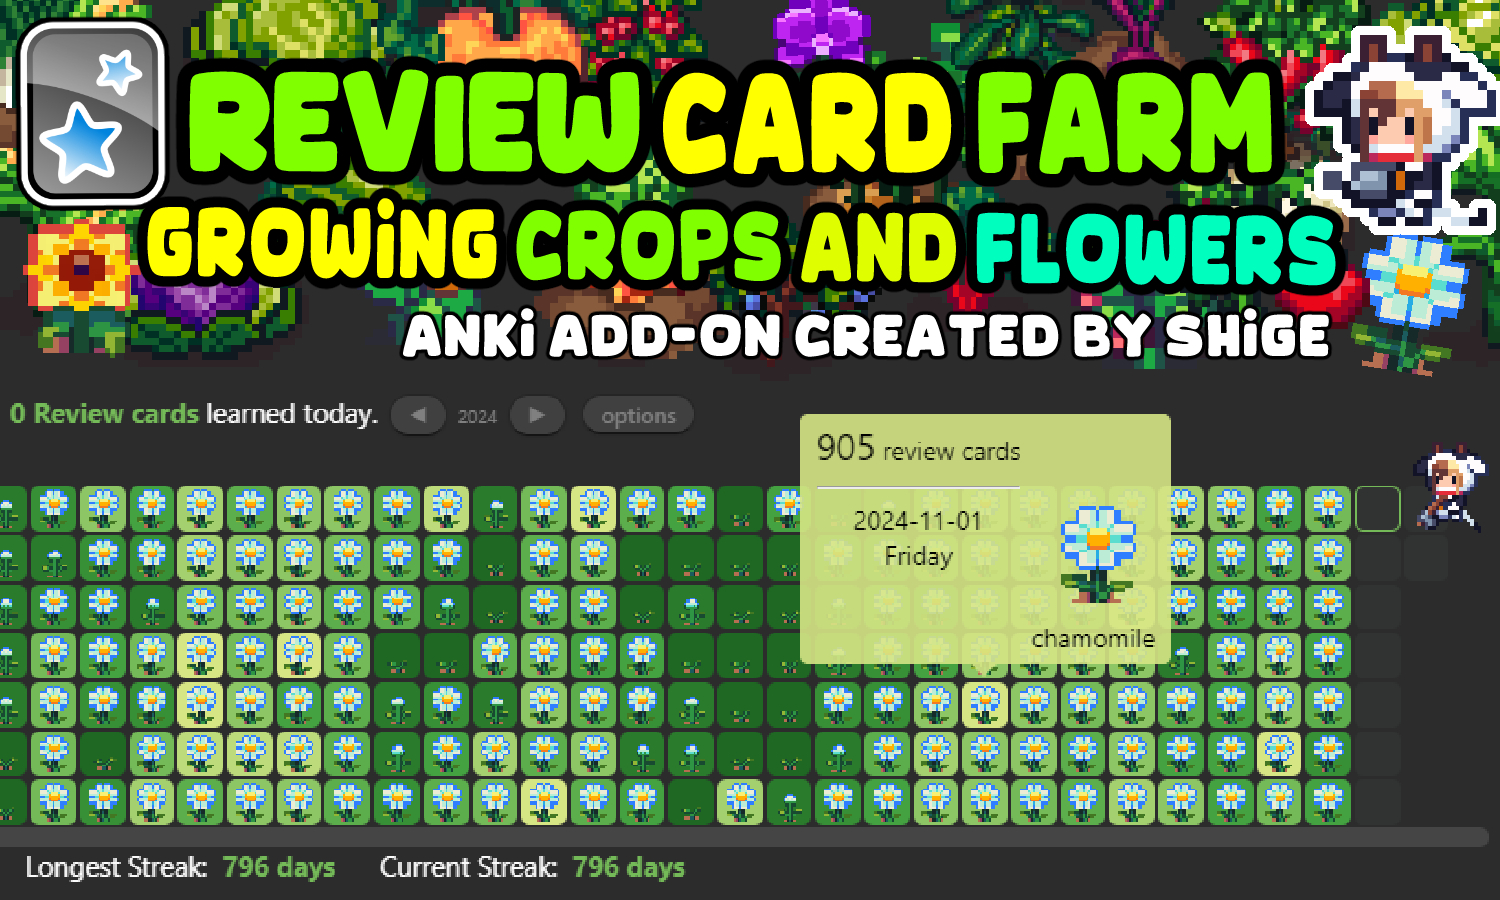 REVIEW CARD FARM
GROWING CROPS AND FLOWERS
ANKI ADD-ON CREATED BY SHIGE
0 Review cards learned today. ◀ 2024 ▶ options
905 review cards
2024-11-01
Friday
chamomile
Longest Streak: 796 days Current Streak: 796 days